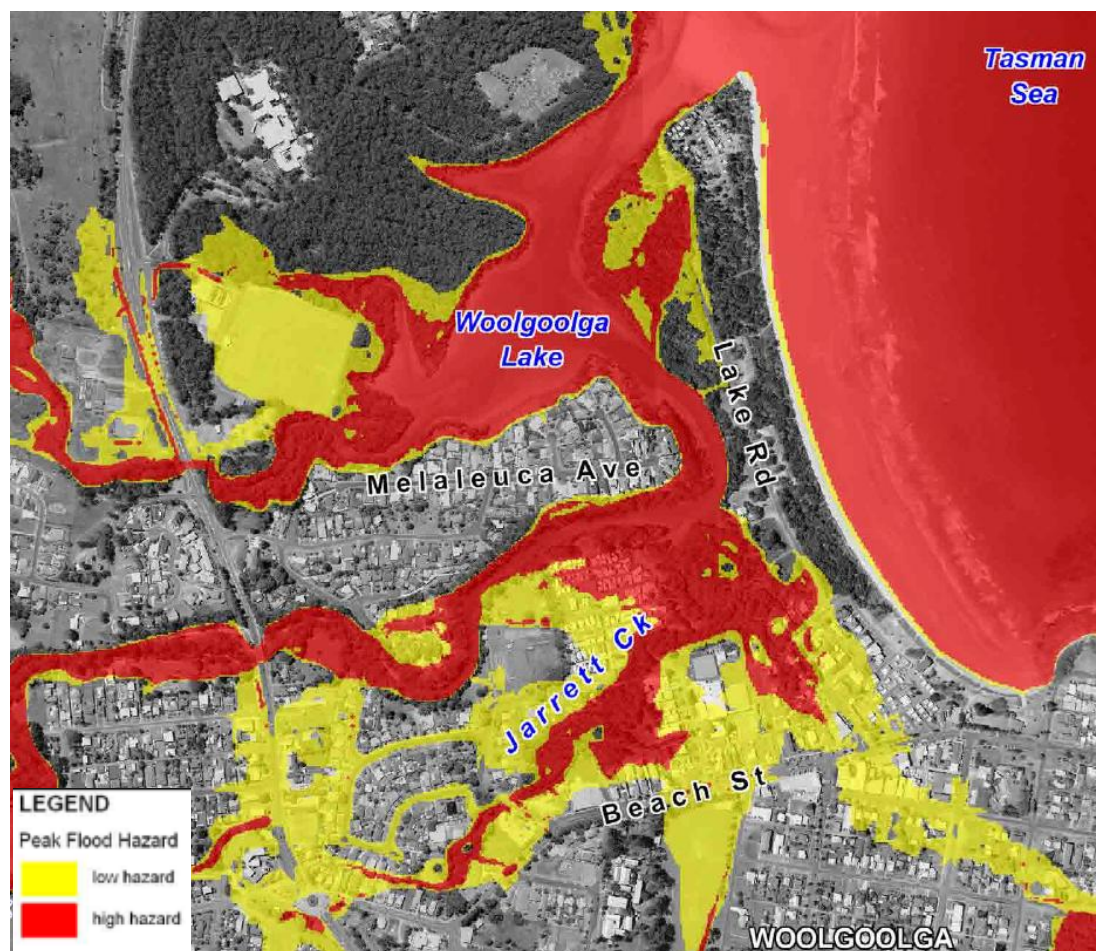 Tasman
Sea
Woolgoolga
Lake
Lake Rd
Melaleuca Ave
Jarrett Ck
Beach St
LEGEND
Peak Flood Hazard
low hazard
high hazard
WOOLGOOLGA